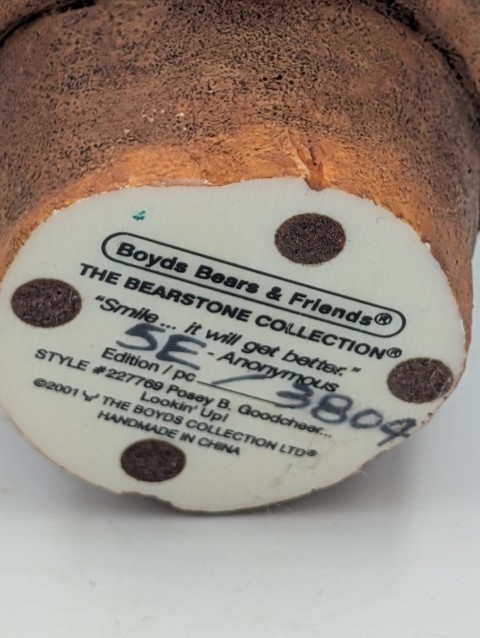 Boyds Bears & Friends®
THE BEARSTONE COLLECTION®
"Smile... it will get better."
- Anonymous
Edition / pc 5E / 3804
STYLE #227769 Posey B. Goodcheer...
Lookin' Up!
©2001 THE BOYDS COLLECTION LTD®
HANDMADE IN CHINA